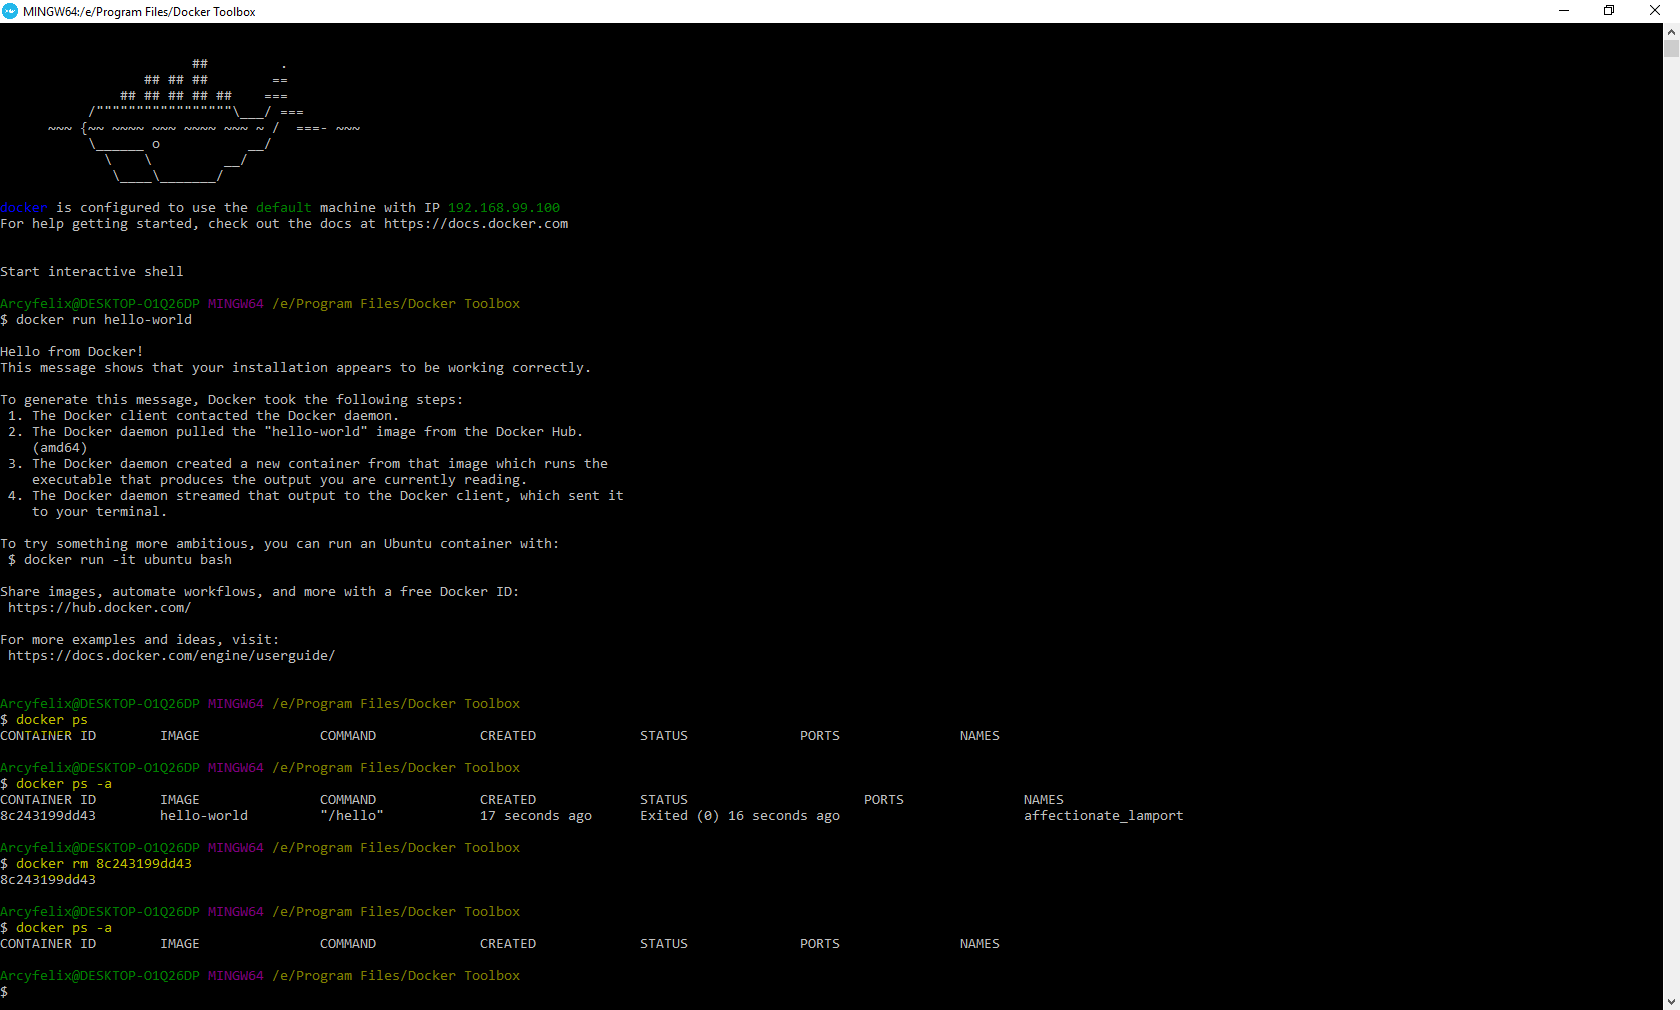 MINGW64:/e/Program Files/Docker Toolbox
                        ##         .
                  ## ## ##        ==
               ## ## ## ## ##    ===
           /"""""""""""""""""\___/ ===
      ~~~ {~~ ~~~~ ~~~ ~~~~ ~~~ ~ /  ===- ~~~
           \______ o           __/
             \    \         __/
              \____\_______/
docker is configured to use the default machine with IP 192.168.99.100
For help getting started, check out the docs at https://docs.docker.com
Start interactive shell
Arcyfelix@DESKTOP-O1Q26DP MINGW64 /e/Program Files/Docker Toolbox
$ docker run hello-world
Hello from Docker!
This message shows that your installation appears to be working correctly.
To generate this message, Docker took the following steps:
 1. The Docker client contacted the Docker daemon.
 2. The Docker daemon pulled the "hello-world" image from the Docker Hub.
    (amd64)
 3. The Docker daemon created a new container from that image which runs the
    executable that produces the output you are currently reading.
 4. The Docker daemon streamed that output to the Docker client, which sent it
    to your terminal.
To try something more ambitious, you can run an Ubuntu container with:
 $ docker run -it ubuntu bash
Share images, automate workflows, and more with a free Docker ID:
 https://hub.docker.com/
For more examples and ideas, visit:
 https://docs.docker.com/engine/userguide/
Arcyfelix@DESKTOP-O1Q26DP MINGW64 /e/Program Files/Docker Toolbox
$ docker ps
CONTAINER ID        IMAGE               COMMAND             CREATED             STATUS              PORTS               NAMES
Arcyfelix@DESKTOP-O1Q26DP MINGW64 /e/Program Files/Docker Toolbox
$ docker ps -a
CONTAINER ID        IMAGE               COMMAND             CREATED             STATUS                      PORTS               NAMES
8c243199dd43        hello-world         "/hello"            17 seconds ago      Exited (0) 16 seconds ago                       affectionate_lamport
Arcyfelix@DESKTOP-O1Q26DP MINGW64 /e/Program Files/Docker Toolbox
$ docker rm 8c243199dd43
8c243199dd43
Arcyfelix@DESKTOP-O1Q26DP MINGW64 /e/Program Files/Docker Toolbox
$ docker ps -a
CONTAINER ID        IMAGE               COMMAND             CREATED             STATUS              PORTS               NAMES
Arcyfelix@DESKTOP-O1Q26DP MINGW64 /e/Program Files/Docker Toolbox
$